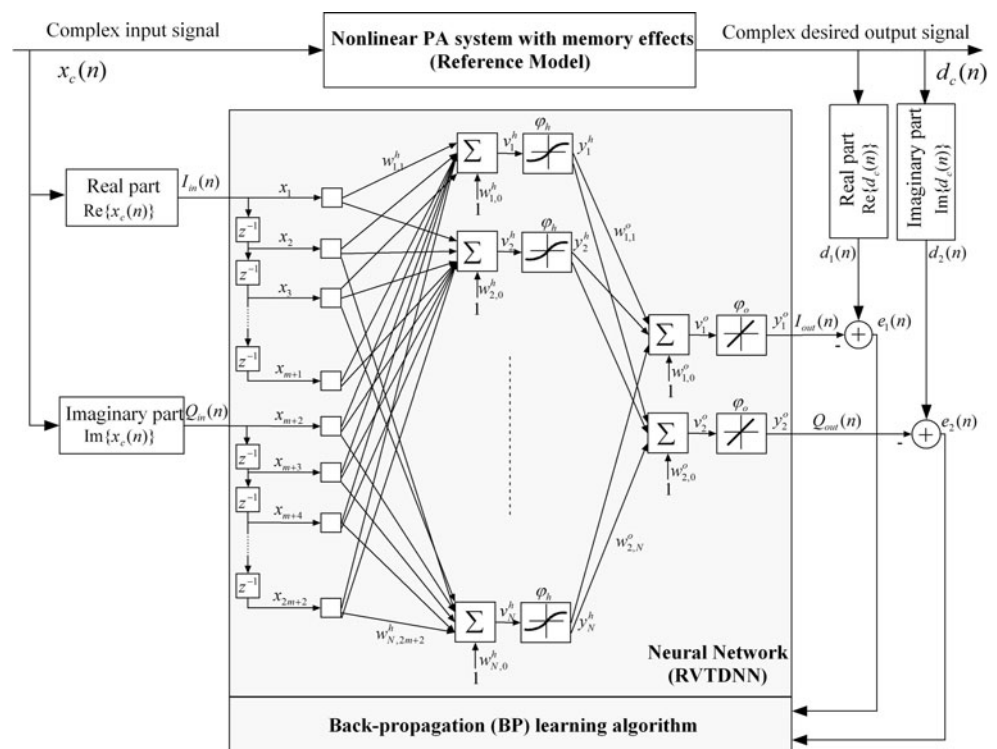 Complex input signal
x_c(n)
Nonlinear PA system with memory effects
(Reference Model)
Complex desired output signal
d_c(n)
Real part
Re{x_c(n)}
I_in(n)
Imaginary part
Im{x_c(n)}
Q_in(n)
z^-1
z^-1
z^-1
z^-1
z^-1
z^-1
x_1
x_2
x_3
x_m+1
x_m+2
x_m+3
x_m+4
x_2m+2
w^h_1,1
w^h_N,2m+2
Σ
v^h_1
φ_h
y^h_1
w^h_1,0
1
Σ
v^h_2
φ_h
y^h_2
w^h_2,0
1
Σ
v^h_N
φ_h
y^h_N
w^h_N,0
1
w^o_1,1
w^o_2,N
Σ
v^o_1
φ_o
y^o_1
I_out(n)
w^o_1,0
1
Σ
v^o_2
φ_o
y^o_2
Q_out(n)
w^o_2,0
1
Real part
Re{d_c(n)}
Imaginary part
Im{d_c(n)}
d_1(n)
d_2(n)
+
-
e_1(n)
+
-
e_2(n)
Neural Network
(RVTDNN)
Back-propagation (BP) learning algorithm